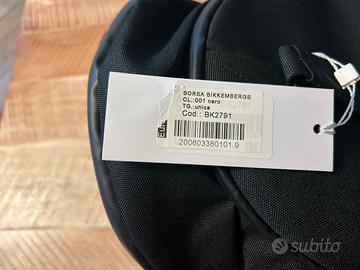 BORSA BIKKEMBERGS
CL.:001 nero
TG.:unica
Cod.: BK2791
200603380101.9
subito